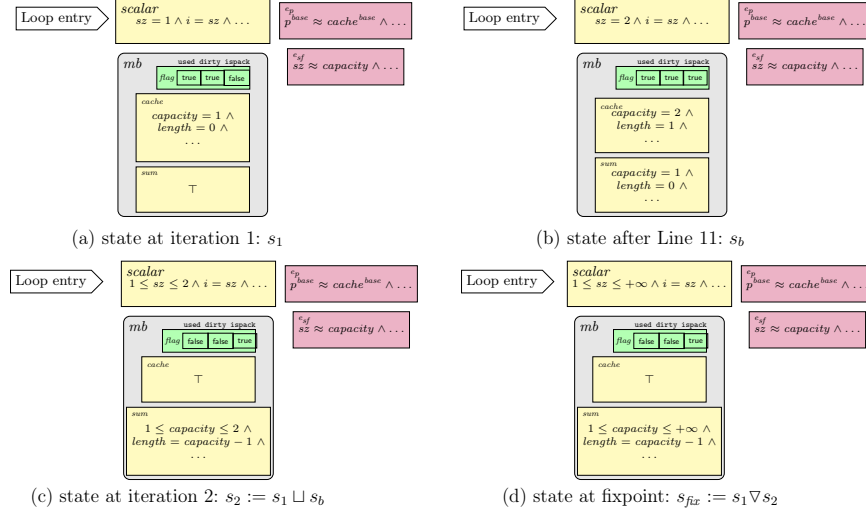 Loop entry
scalar
sz = 1 ∧ i = sz ∧ . . .
e_p
p^base ≈ cache^base ∧ . . .
e_sf
sz ≈ capacity ∧ . . .
mb
used dirty ispack
flag true true false
cache
capacity = 1 ∧
length = 0 ∧
. . .
sum
⊤
(a) state at iteration 1: s_1
Loop entry
scalar
sz = 2 ∧ i = sz ∧ . . .
e_p
p^base ≈ cache^base ∧ . . .
e_sf
sz ≈ capacity ∧ . . .
mb
used dirty ispack
flag true true true
cache
capacity = 2 ∧
length = 1 ∧
. . .
sum
capacity = 1 ∧
length = 0 ∧
. . .
(b) state after Line 11: s_b
Loop entry
scalar
1 ≤ sz ≤ 2 ∧ i = sz ∧ . . .
e_p
p^base ≈ cache^base ∧ . . .
e_sf
sz ≈ capacity ∧ . . .
mb
used dirty ispack
flag false false true
cache
⊤
sum
1 ≤ capacity ≤ 2 ∧
length = capacity − 1 ∧
. . .
(c) state at iteration 2: s_2 := s_1 ⊔ s_b
Loop entry
scalar
1 ≤ sz ≤ +∞ ∧ i = sz ∧ . . .
e_p
p^base ≈ cache^base ∧ . . .
e_sf
sz ≈ capacity ∧ . . .
mb
used dirty ispack
flag false false true
cache
⊤
sum
1 ≤ capacity ≤ +∞ ∧
length = capacity − 1 ∧
. . .
(d) state at fixpoint: s_fix := s_1 ∇ s_2